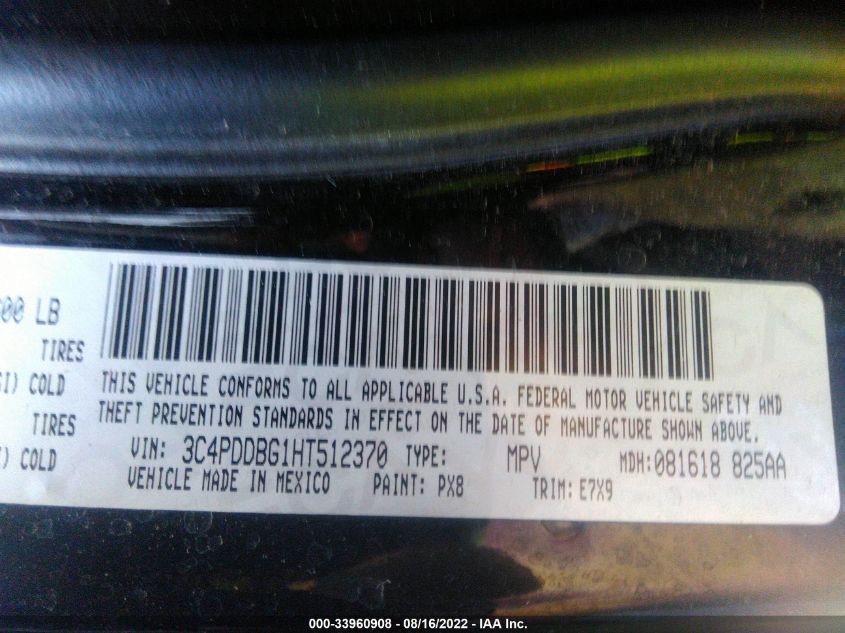 00 LB
TIRES
COLD
TIRES
COLD
THIS VEHICLE CONFORMS TO ALL APPLICABLE U.S.A. FEDERAL MOTOR VEHICLE SAFETY AND
THEFT PREVENTION STANDARDS IN EFFECT ON THE DATE OF MANUFACTURE SHOWN ABOVE.
VIN: 3C4PDDBG1HT512370 TYPE: MPV MDH:081618 825AA
VEHICLE MADE IN MEXICO PAINT: PX8 TRIM: E7X9
000-33960908 - 08/16/2022 - IAA Inc.